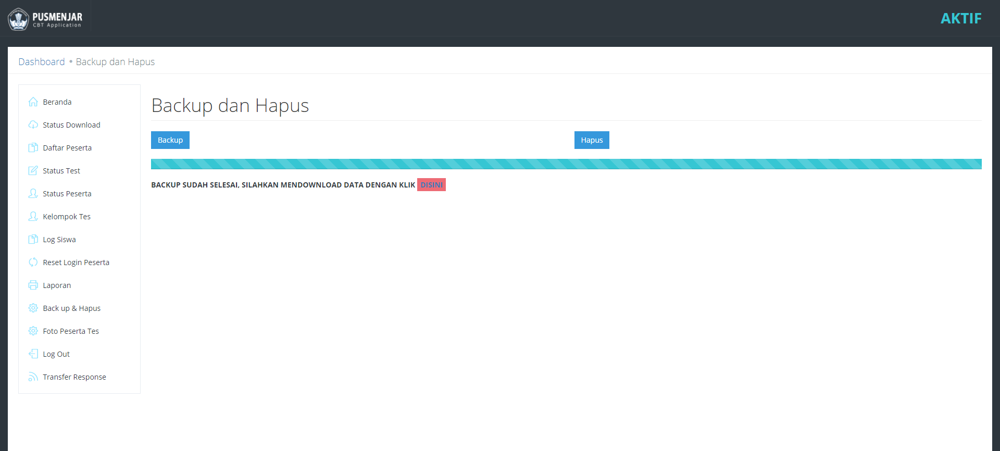 PUSMENJAR
CBT Application
AKTIF
Dashboard • Backup dan Hapus
Beranda
Status Download
Daftar Peserta
Status Test
Status Peserta
Kelompok Tes
Log Siswa
Reset Login Peserta
Laporan
Back up & Hapus
Foto Peserta Tes
Log Out
Transfer Response
Backup dan Hapus
Backup
Hapus
BACKUP SUDAH SELESAI, SILAHKAN MENDOWNLOAD DATA DENGAN KLIK DISINI